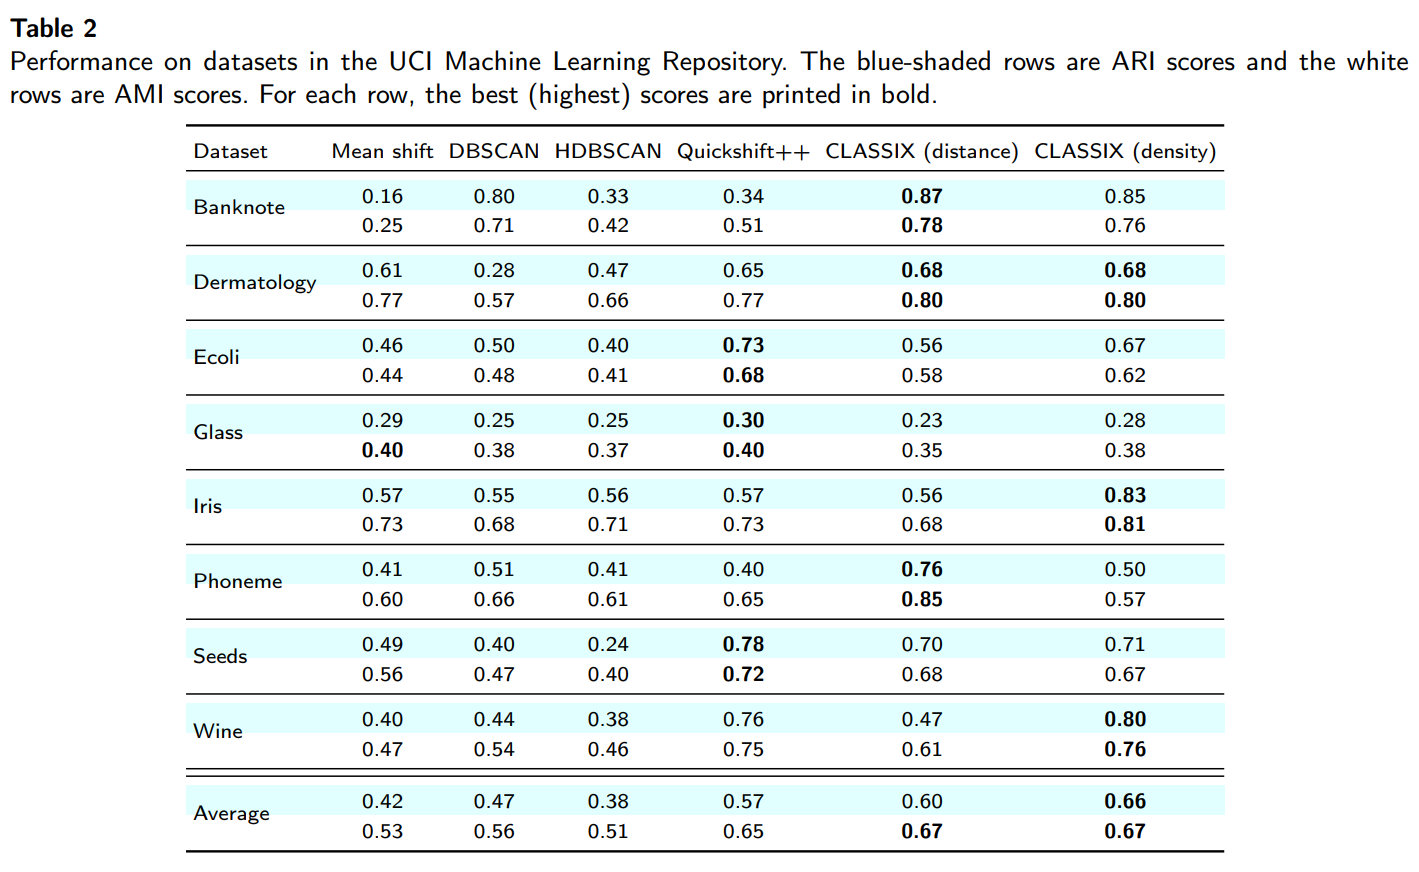 Table 2
Performance on datasets in the UCI Machine Learning Repository. The blue-shaded rows are ARI scores and the white
rows are AMI scores. For each row, the best (highest) scores are printed in bold.
Dataset Mean shift DBSCAN HDBSCAN Quickshift++ CLASSIX (distance) CLASSIX (density)
Banknote
0.16 0.80 0.33 0.34 0.87 0.85
0.25 0.71 0.42 0.51 0.78 0.76
Dermatology
0.61 0.28 0.47 0.65 0.68 0.68
0.77 0.57 0.66 0.77 0.80 0.80
Ecoli
0.46 0.50 0.40 0.73 0.56 0.67
0.44 0.48 0.41 0.68 0.58 0.62
Glass
0.29 0.25 0.25 0.30 0.23 0.28
0.40 0.38 0.37 0.40 0.35 0.38
Iris
0.57 0.55 0.56 0.57 0.56 0.83
0.73 0.68 0.71 0.73 0.68 0.81
Phoneme
0.41 0.51 0.41 0.40 0.76 0.50
0.60 0.66 0.61 0.65 0.85 0.57
Seeds
0.49 0.40 0.24 0.78 0.70 0.71
0.56 0.47 0.40 0.72 0.68 0.67
Wine
0.40 0.44 0.38 0.76 0.47 0.80
0.47 0.54 0.46 0.75 0.61 0.76
Average
0.42 0.47 0.38 0.57 0.60 0.66
0.53 0.56 0.51 0.65 0.67 0.67